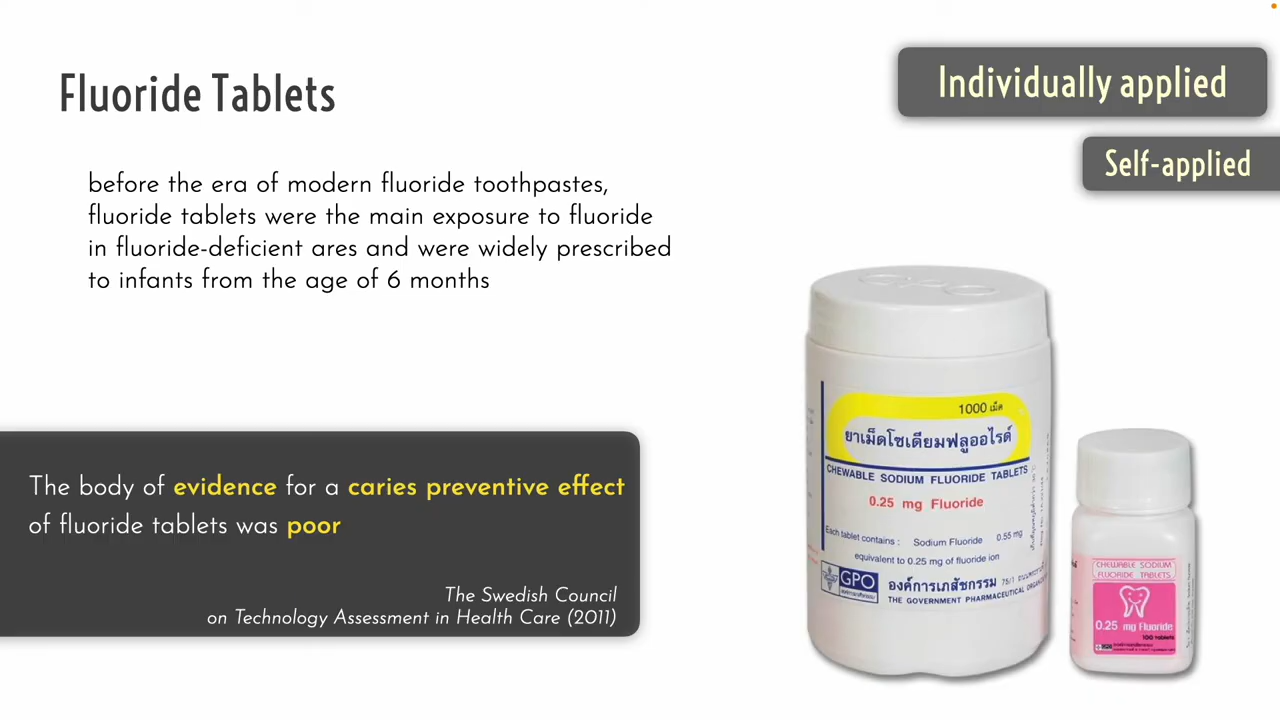 Fluoride Tablets
Individually applied
Self-applied
before the era of modern fluoride toothpastes,
fluoride tablets were the main exposure to fluoride
in fluoride-deficient ares and were widely prescribed
to infants from the age of 6 months
The body of evidence for a caries preventive effect
of fluoride tablets was poor
The Swedish Council
on Technology Assessment in Health Care (2011)
GPO
1000 เม็ด
ยาเม็ดโซเดียมฟลูออไรด์
CHEWABLE SODIUM FLUORIDE TABLETS
0.25 mg Fluoride
Each tablet contains : Sodium Fluoride 0.55 mg
equivalent to 0.25 mg of fluoride ion
GPO องค์การเภสัชกรรม 75/1
THE GOVERNMENT PHARMACEUTICAL
CHEWABLE SODIUM
FLUORIDE TABLETS
0.25 mg Fluoride
100 TABLETS